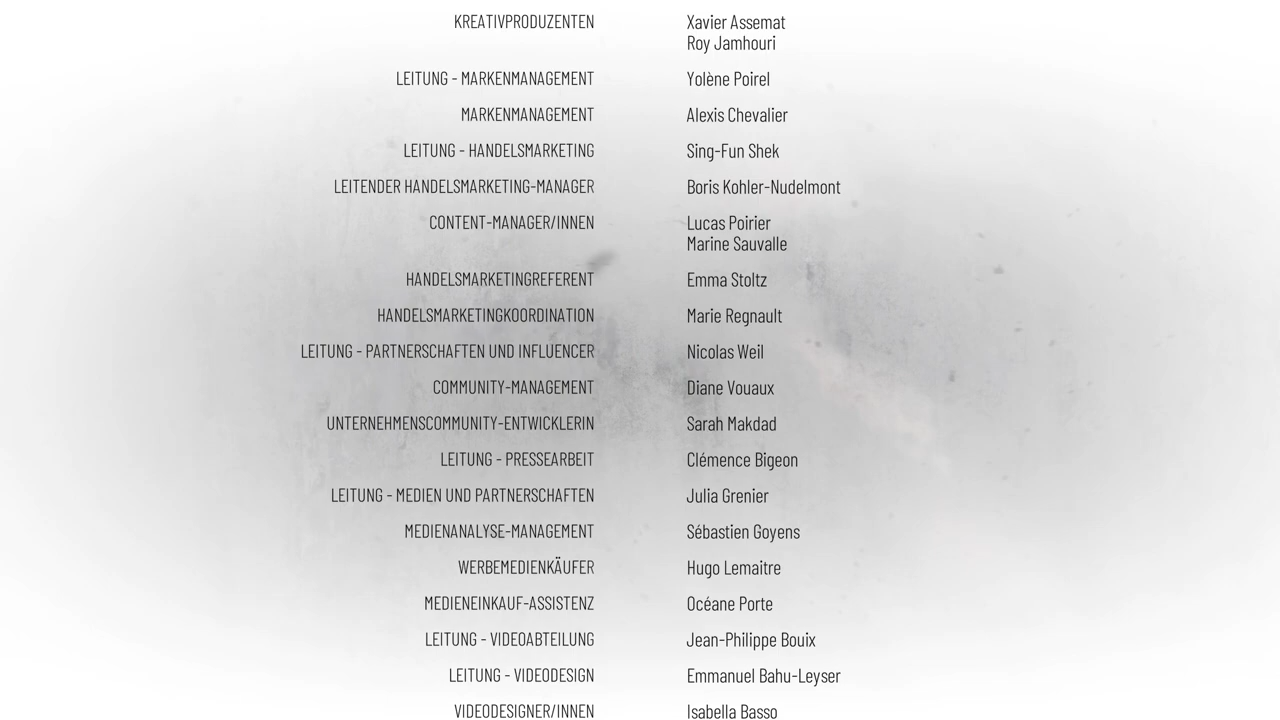 KREATIVPRODUZENTEN Xavier Assemat
Roy Jamhouri
LEITUNG - MARKENMANAGEMENT Yolène Poirel
MARKENMANAGEMENT Alexis Chevalier
LEITUNG - HANDELSMARKETING Sing-Fun Shek
LEITENDER HANDELSMARKETING-MANAGER Boris Kohler-Nudelmont
CONTENT-MANAGER/INNEN Lucas Poirier
Marine Sauvalle
HANDELSMARKETINGREFERENT Emma Stoltz
HANDELSMARKETINGKOORDINATION Marie Regnault
LEITUNG - PARTNERSCHAFTEN UND INFLUENCER Nicolas Weil
COMMUNITY-MANAGEMENT Diane Vouaux
UNTERNEHMENSCOMMUNITY-ENTWICKLERIN Sarah Makdad
LEITUNG - PRESSEARBEIT Clémence Bigeon
LEITUNG - MEDIEN UND PARTNERSCHAFTEN Julia Grenier
MEDIENANALYSE-MANAGEMENT Sébastien Goyens
WERBEMEDIENKÄUFER Hugo Lemaitre
MEDIENEINKAUF-ASSISTENZ Océane Porte
LEITUNG - VIDEOABTEILUNG Jean-Philippe Bouix
LEITUNG - VIDEODESIGN Emmanuel Bahu-Leyser
VIDEODESIGNER/INNEN Isabella Basso